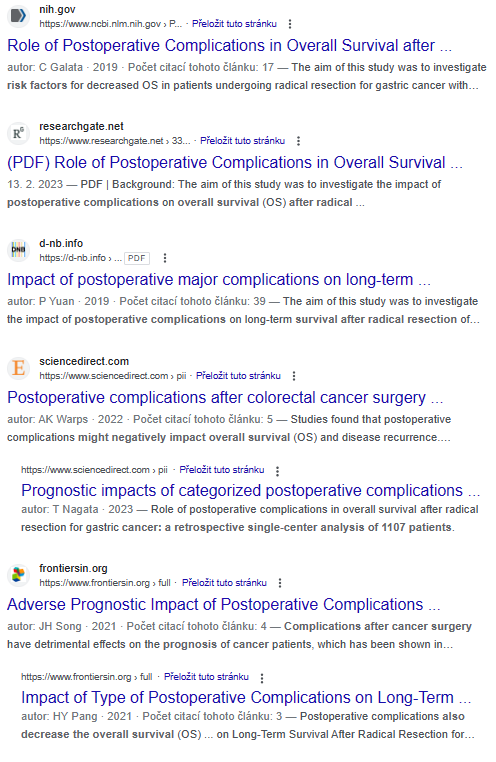 nih.gov
https://www.ncbi.nlm.nih.gov › P... · Přeložit tuto stránku
Role of Postoperative Complications in Overall Survival after ...
autor: C Galata · 2019 · Počet citací tohoto článku: 17 — The aim of this study was to investigate
risk factors for decreased OS in patients undergoing radical resection for gastric cancer with...
R^G
researchgate.net
https://www.researchgate.net › 33... · Přeložit tuto stránku
(PDF) Role of Postoperative Complications in Overall Survival ...
13. 2. 2023 — PDF | Background: The aim of this study was to investigate the impact of
postoperative complications on overall survival (OS) after radical ...
DNB
d-nb.info
https://d-nb.info › ... PDF
Impact of postoperative major complications on long-term ...
autor: P Yuan · 2019 · Počet citací tohoto článku: 39 — The aim of this study was to investigate
the impact of postoperative complications on long-term survival after radical resection of...
E
sciencedirect.com
https://www.sciencedirect.com › pii · Přeložit tuto stránku
Postoperative complications after colorectal cancer surgery ...
autor: AK Warps · 2022 · Počet citací tohoto článku: 5 — Studies found that postoperative
complications might negatively impact overall survival (OS) and disease recurrence....
https://www.sciencedirect.com › pii · Přeložit tuto stránku
Prognostic impacts of categorized postoperative complications ...
autor: T Nagata · 2023 — Role of postoperative complications in overall survival after radical
resection for gastric cancer: a retrospective single-center analysis of 1107 patients.
frontiersin.org
https://www.frontiersin.org › full · Přeložit tuto stránku
Adverse Prognostic Impact of Postoperative Complications ...
autor: JH Song · 2021 · Počet citací tohoto článku: 4 — Complications after cancer surgery
have detrimental effects on the prognosis of cancer patients, which has been shown in...
https://www.frontiersin.org › full · Přeložit tuto stránku
Impact of Type of Postoperative Complications on Long-Term ...
autor: HY Pang · 2021 · Počet citací tohoto článku: 3 — Postoperative complications also
decrease the overall survival (OS) ... on Long-Term Survival After Radical Resection for...